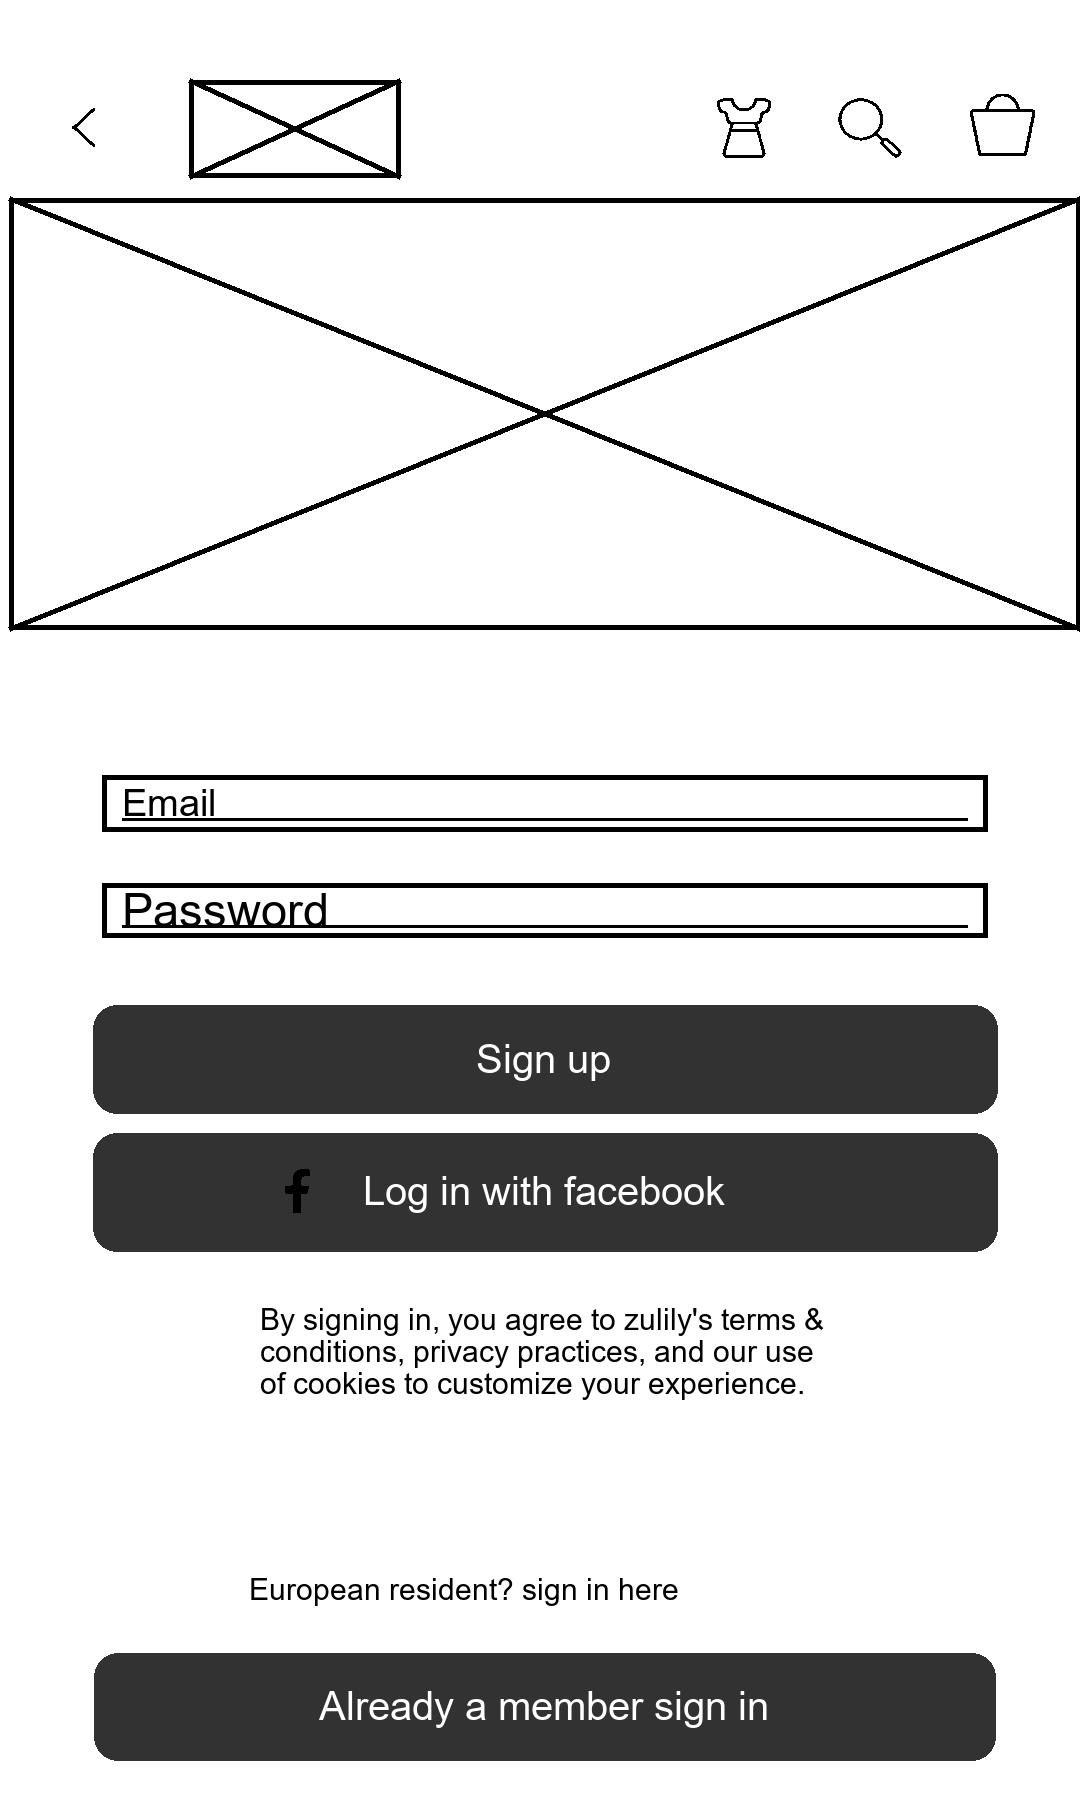 Email
Password
Sign up
Log in with facebook
By signing in, you agree to zulily's terms &
conditions, privacy practices, and our use
of cookies to customize your experience.
European resident? sign in here
Already a member sign in